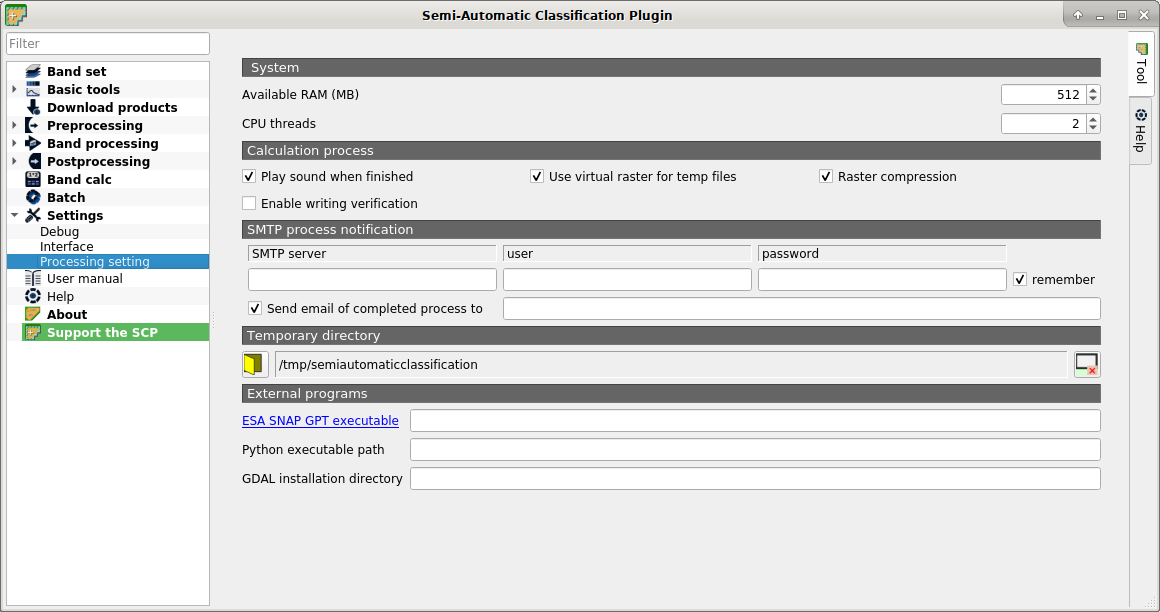 Semi-Automatic Classification Plugin
Filter
Band set
Basic tools
Download products
Preprocessing
Band processing
Postprocessing
Band calc
Batch
Settings
Debug
Interface
Processing setting
User manual
Help
About
Support the SCP
System
Available RAM (MB) 512
CPU threads 2
Calculation process
Play sound when finished Use virtual raster for temp files Raster compression
Enable writing verification
SMTP process notification
SMTP server user password
remember
Send email of completed process to
Temporary directory
/tmp/semiautomaticclassification
External programs
ESA SNAP GPT executable
Python executable path
GDAL installation directory
Tool
Help